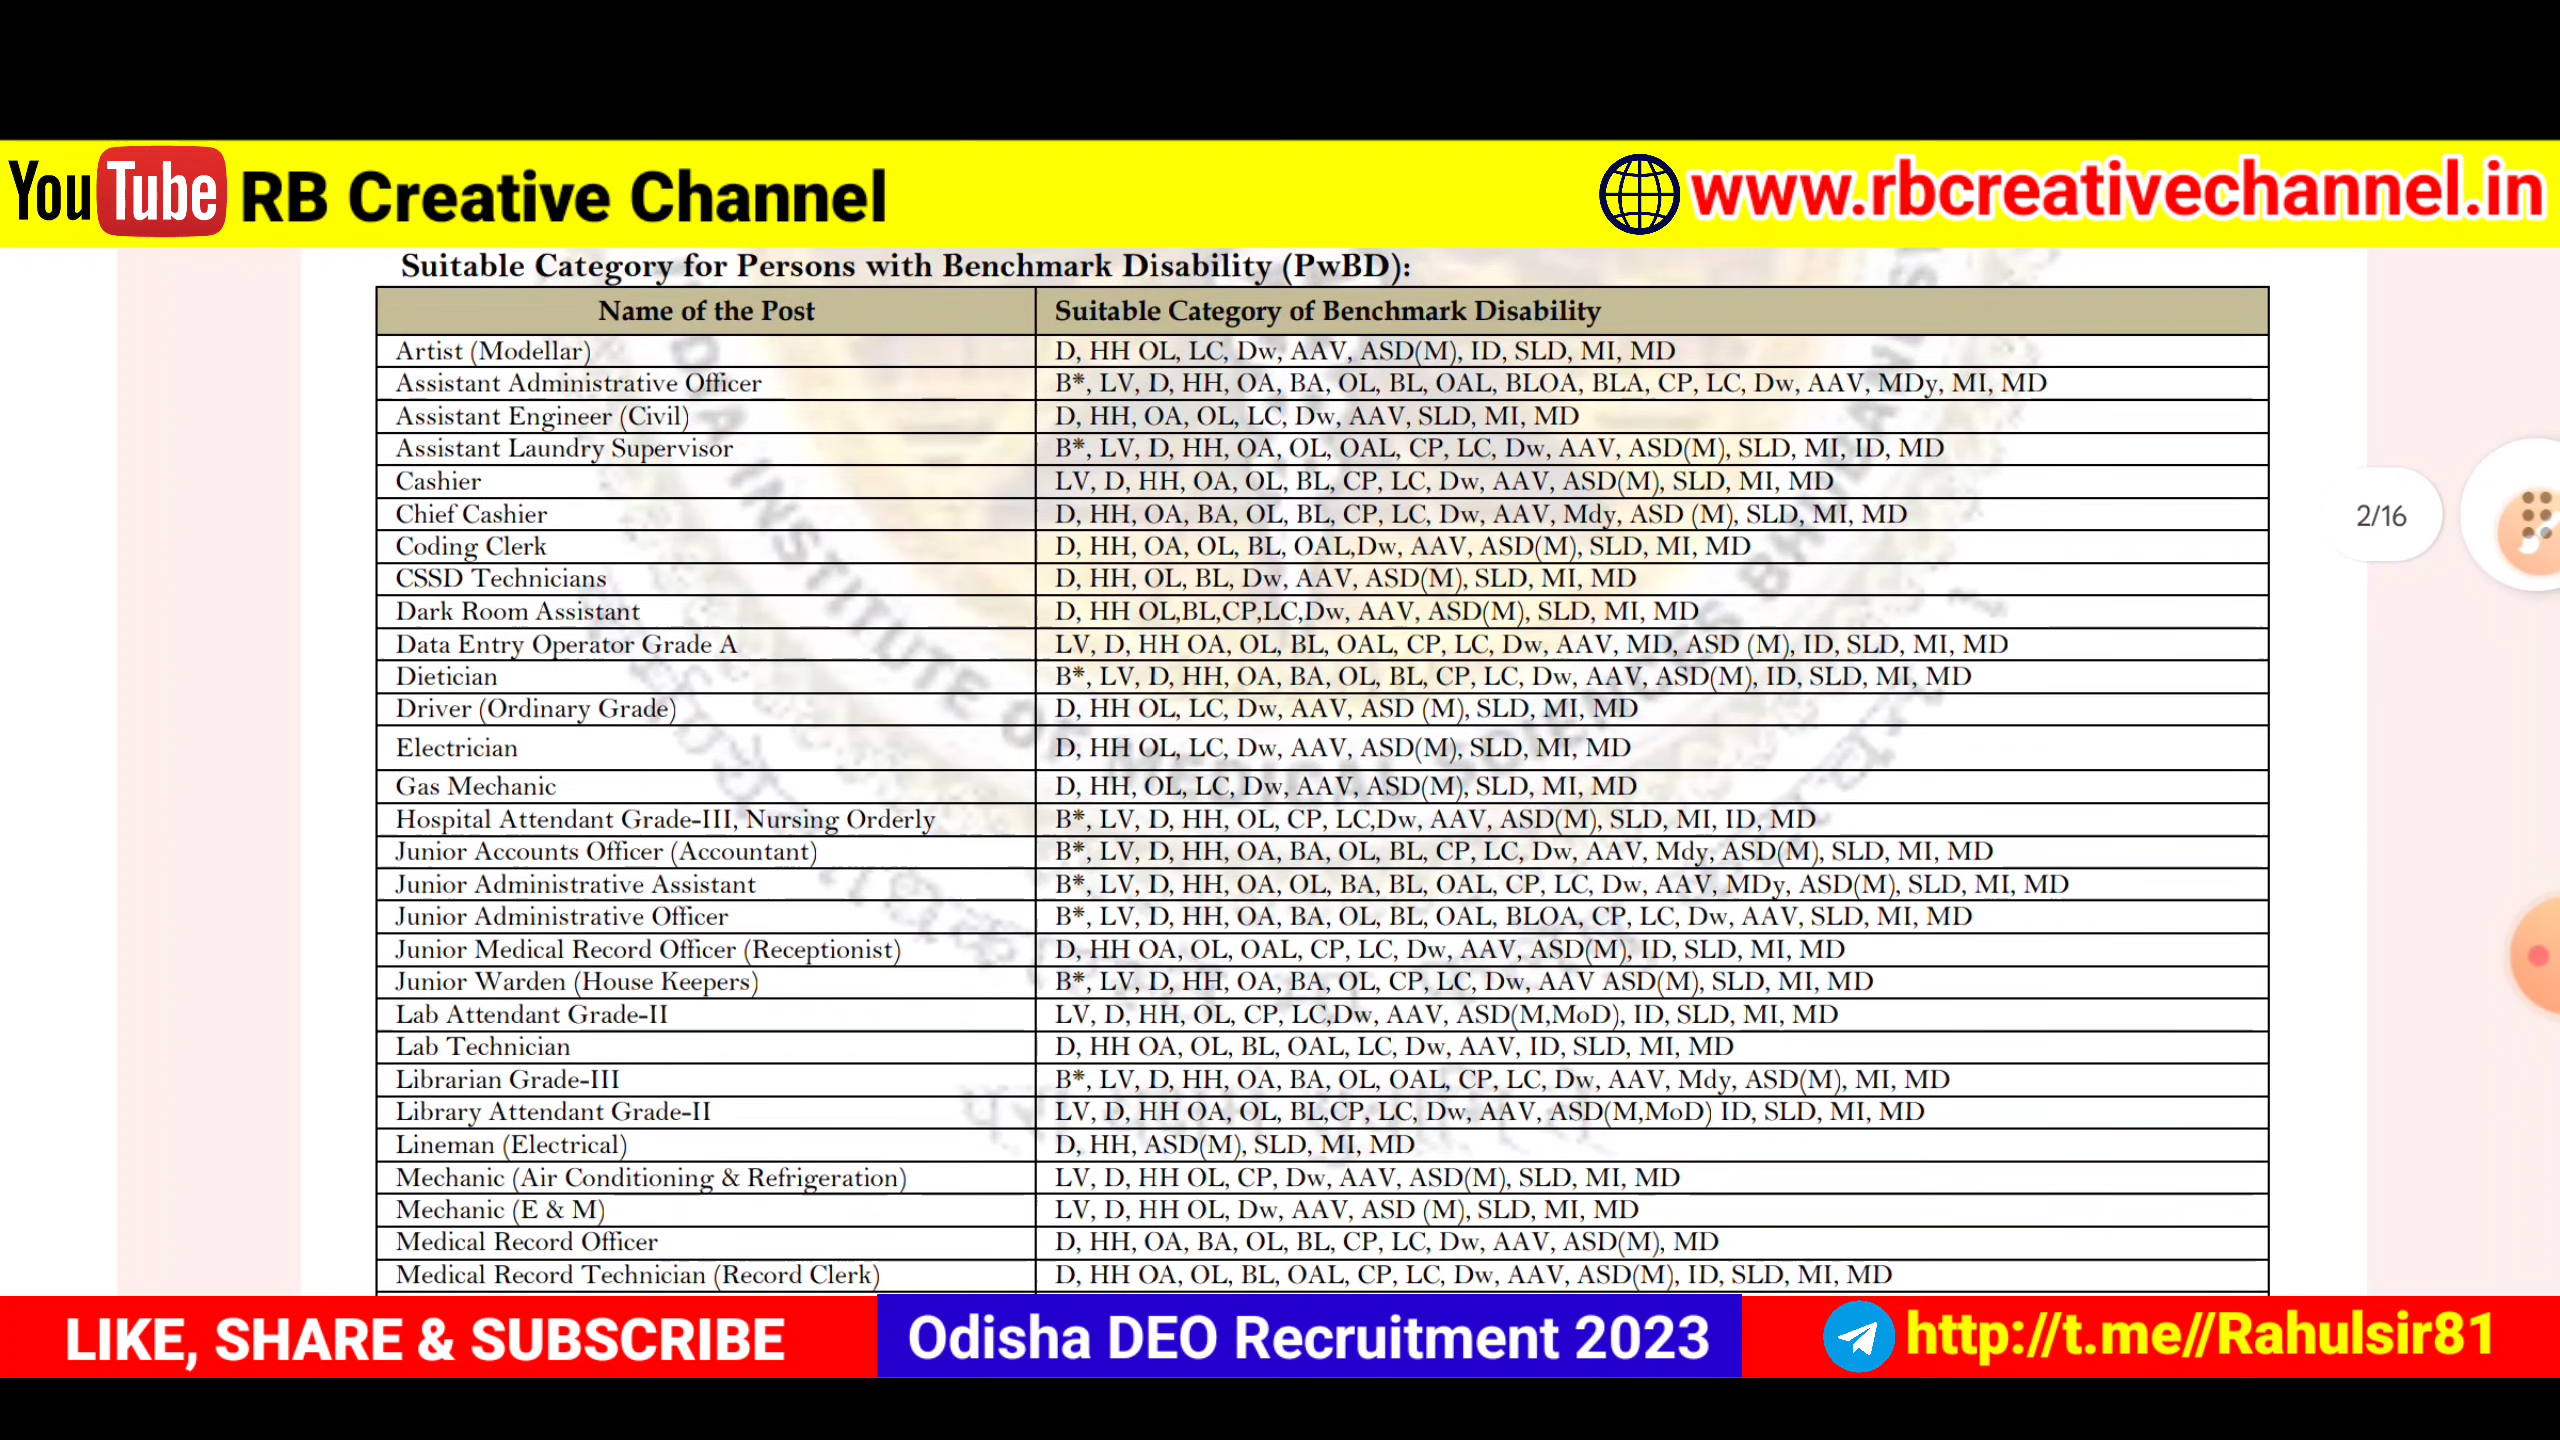 YouTube RB Creative Channel
www.rbcreativechannel.in
Suitable Category for Persons with Benchmark Disability (PwBD):
Name of the Post Suitable Category of Benchmark Disability
Artist (Modellar) D, HH OL, LC, Dw, AAV, ASD(M), ID, SLD, MI, MD
Assistant Administrative Officer B*, LV, D, HH, OA, BA, OL, BL, OAL, BLOA, BLA, CP, LC, Dw, AAV, MDy, MI, MD
Assistant Engineer (Civil) D, HH, OA, OL, LC, Dw, AAV, SLD, MI, MD
Assistant Laundry Supervisor B*, LV, D, HH, OA, OL, OAL, CP, LC, Dw, AAV, ASD(M), SLD, MI, ID, MD
Cashier LV, D, HH, OA, OL, BL, CP, LC, Dw, AAV, ASD(M), SLD, MI, MD
Chief Cashier D, HH, OA, BA, OL, BL, CP, LC, Dw, AAV, Mdy, ASD (M), SLD, MI, MD
Coding Clerk D, HH, OA, OL, BL, OAL,Dw, AAV, ASD(M), SLD, MI, MD
CSSD Technicians D, HH, OL, BL, Dw, AAV, ASD(M), SLD, MI, MD
Dark Room Assistant D, HH OL,BL,CP,LC,Dw, AAV, ASD(M), SLD, MI, MD
Data Entry Operator Grade A LV, D, HH OA, OL, BL, OAL, CP, LC, Dw, AAV, MD, ASD (M), ID, SLD, MI, MD
Dietician B*, LV, D, HH, OA, BA, OL, BL, CP, LC, Dw, AAV, ASD(M), ID, SLD, MI, MD
Driver (Ordinary Grade) D, HH OL, LC, Dw, AAV, ASD (M), SLD, MI, MD
Electrician D, HH OL, LC, Dw, AAV, ASD(M), SLD, MI, MD
Gas Mechanic D, HH, OL, LC, Dw, AAV, ASD(M), SLD, MI, MD
Hospital Attendant Grade-III, Nursing Orderly B*, LV, D, HH, OL, CP, LC,Dw, AAV, ASD(M), SLD, MI, ID, MD
Junior Accounts Officer (Accountant) B*, LV, D, HH, OA, BA, OL, BL, CP, LC, Dw, AAV, Mdy, ASD(M), SLD, MI, MD
Junior Administrative Assistant B*, LV, D, HH, OA, OL, BA, BL, OAL, CP, LC, Dw, AAV, MDy, ASD(M), SLD, MI, MD
Junior Administrative Officer B*, LV, D, HH, OA, BA, OL, BL, OAL, BLOA, CP, LC, Dw, AAV, SLD, MI, MD
Junior Medical Record Officer (Receptionist) D, HH OA, OL, OAL, CP, LC, Dw, AAV, ASD(M), ID, SLD, MI, MD
Junior Warden (House Keepers) B*, LV, D, HH, OA, BA, OL, CP, LC, Dw, AAV ASD(M), SLD, MI, MD
Lab Attendant Grade-II LV, D, HH, OL, CP, LC,Dw, AAV, ASD(M,MoD), ID, SLD, MI, MD
Lab Technician D, HH OA, OL, BL, OAL, LC, Dw, AAV, ID, SLD, MI, MD
Librarian Grade-III B*, LV, D, HH, OA, BA, OL, OAL, CP, LC, Dw, AAV, Mdy, ASD(M), MI, MD
Library Attendant Grade-II LV, D, HH OA, OL, BL,CP, LC, Dw, AAV, ASD(M,MoD) ID, SLD, MI, MD
Lineman (Electrical) D, HH, ASD(M), SLD, MI, MD
Mechanic (Air Conditioning & Refrigeration) LV, D, HH OL, CP, Dw, AAV, ASD(M), SLD, MI, MD
Mechanic (E & M) LV, D, HH OL, Dw, AAV, ASD (M), SLD, MI, MD
Medical Record Officer D, HH, OA, BA, OL, BL, CP, LC, Dw, AAV, ASD(M), MD
Medical Record Technician (Record Clerk) D, HH OA, OL, BL, OAL, CP, LC, Dw, AAV, ASD(M), ID, SLD, MI, MD
2/16
LIKE, SHARE & SUBSCRIBE
Odisha DEO Recruitment 2023
http://t.me//Rahulsir81